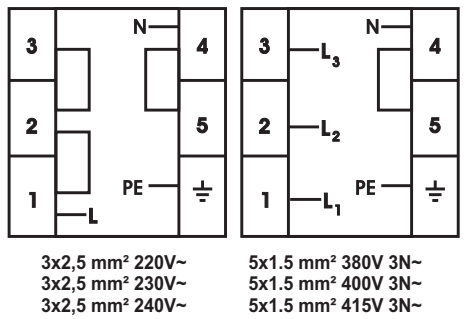 3 N 4
2 5
1 L PE
3x2,5 mm² 220V~
3x2,5 mm² 230V~
3x2,5 mm² 240V~
3 L₃ N 4
2 L₂ 5
1 L₁ PE
5x1.5 mm² 380V 3N~
5x1.5 mm² 400V 3N~
5x1.5 mm² 415V 3N~